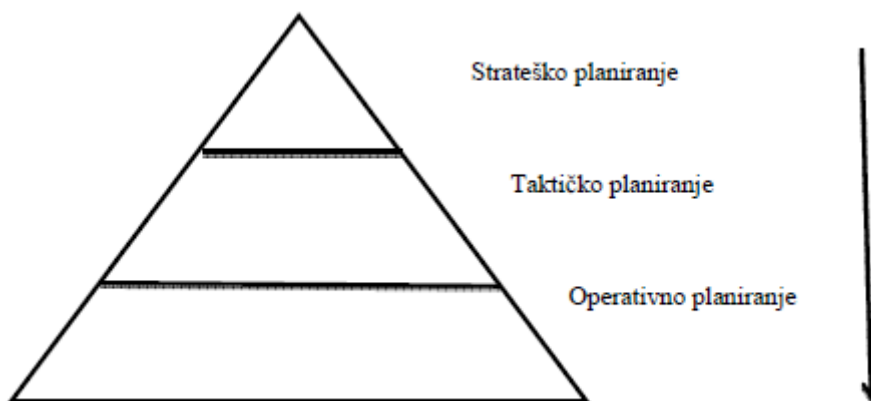 Strateško planiranje
Taktičko planiranje
Operativno planiranje